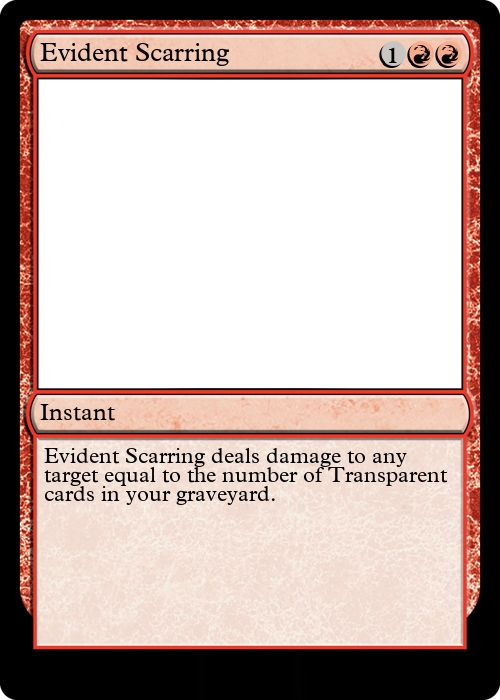 Evident Scarring 1
Instant
Evident Scarring deals damage to any
target equal to the number of Transparent
cards in your graveyard.